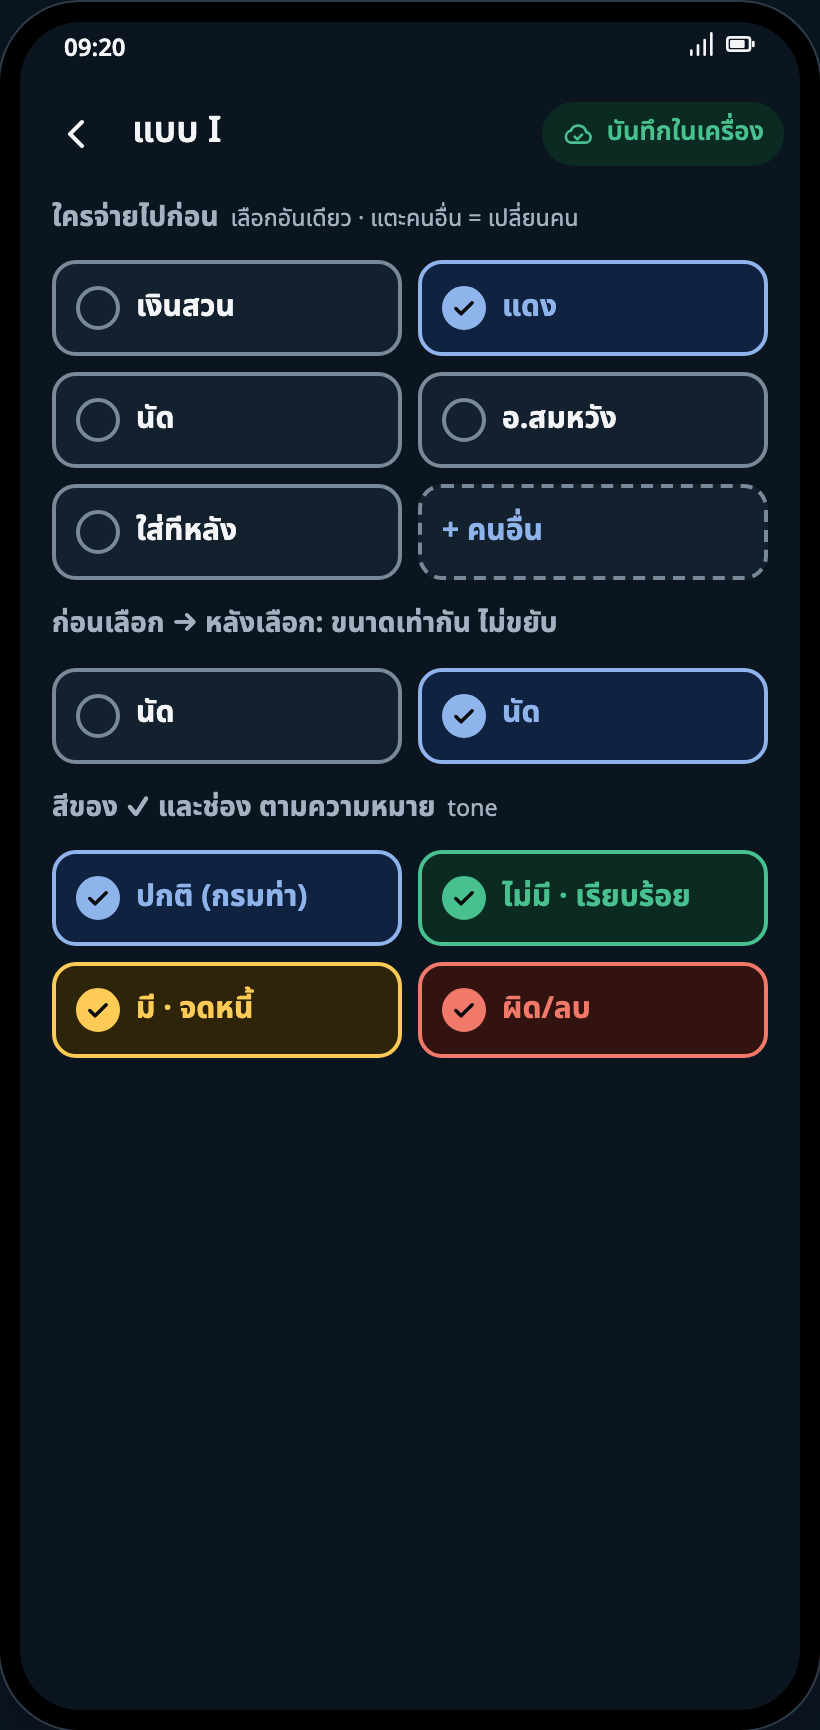 09:20
แบบ I
บันทึกในเครื่อง
ใครจ่ายไปก่อน เลือกอันเดียว · แตะคนอื่น = เปลี่ยนคน
เงินสวน
แดง
นัด
อ.สมหวัง
ใส่ทีหลัง
+ คนอื่น
ก่อนเลือก → หลังเลือก: ขนาดเท่ากัน ไม่ขยับ
นัด
นัด
สีของ ✓ และช่อง ตามความหมาย tone
ปกติ (กรมท่า)
ไม่มี · เรียบร้อย
มี · จดหนี้
ผิด/ลบ